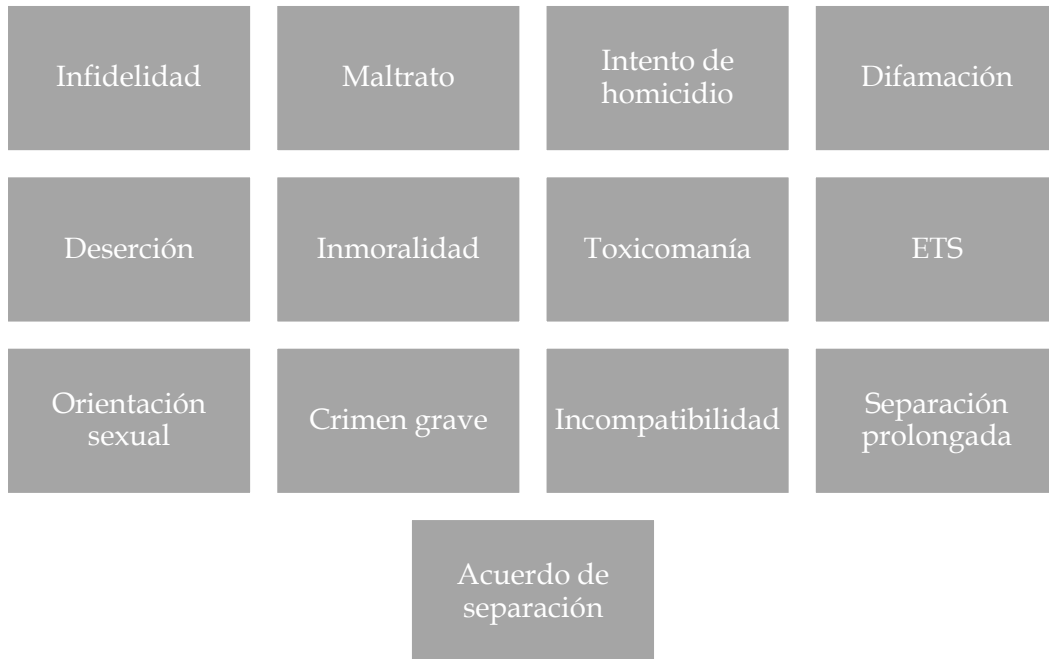 Infidelidad
Maltrato
Intento de
homicidio
Difamación
Deserción
Inmoralidad
Toxicomanía
ETS
Orientación
sexual
Crimen grave
Incompatibilidad
Separación
prolongada
Acuerdo de
separación